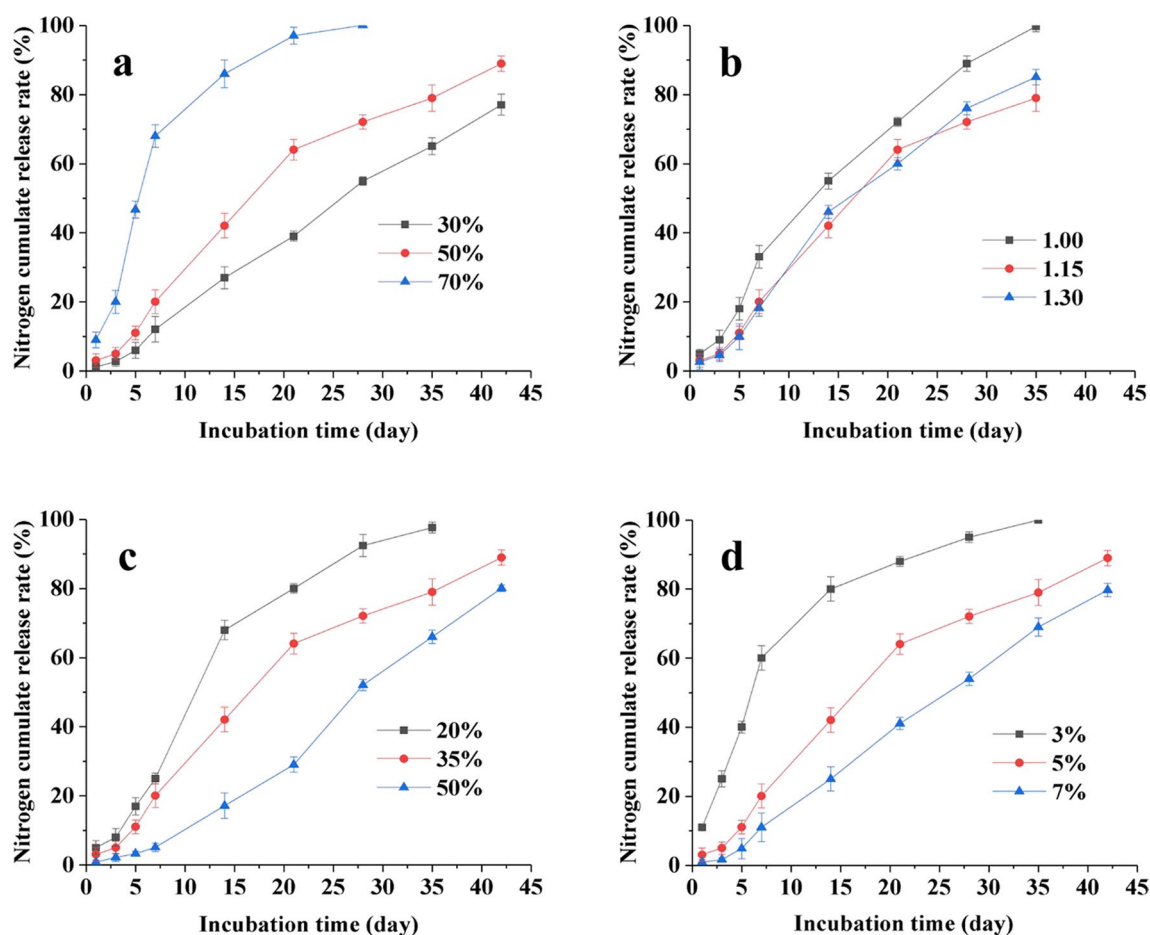 a
Nitrogen cumulate release rate (%)
100
80
60
40
20
0
30%
50%
70%
0 5 10 15 20 25 30 35 40 45
Incubation time (day)
b
Nitrogen cumulate release rate (%)
100
80
60
40
20
0
1.00
1.15
1.30
0 5 10 15 20 25 30 35 40 45
Incubation time (day)
c
Nitrogen cumulate release rate (%)
100
80
60
40
20
0
20%
35%
50%
0 5 10 15 20 25 30 35 40 45
Incubation time (day)
d
Nitrogen cumulate release rate (%)
100
80
60
40
20
0
3%
5%
7%
0 5 10 15 20 25 30 35 40 45
Incubation time (day)